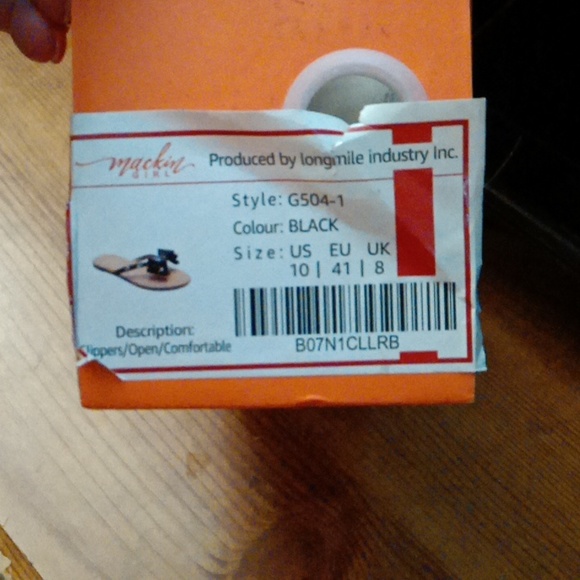 mackin
GIRL
Produced by longmile industry Inc.
Style: G504-1
Colour: BLACK
Size: US EU UK
10 | 41 | 8
Description:
Slippers/Open/Comfortable
B07N1CLLRB